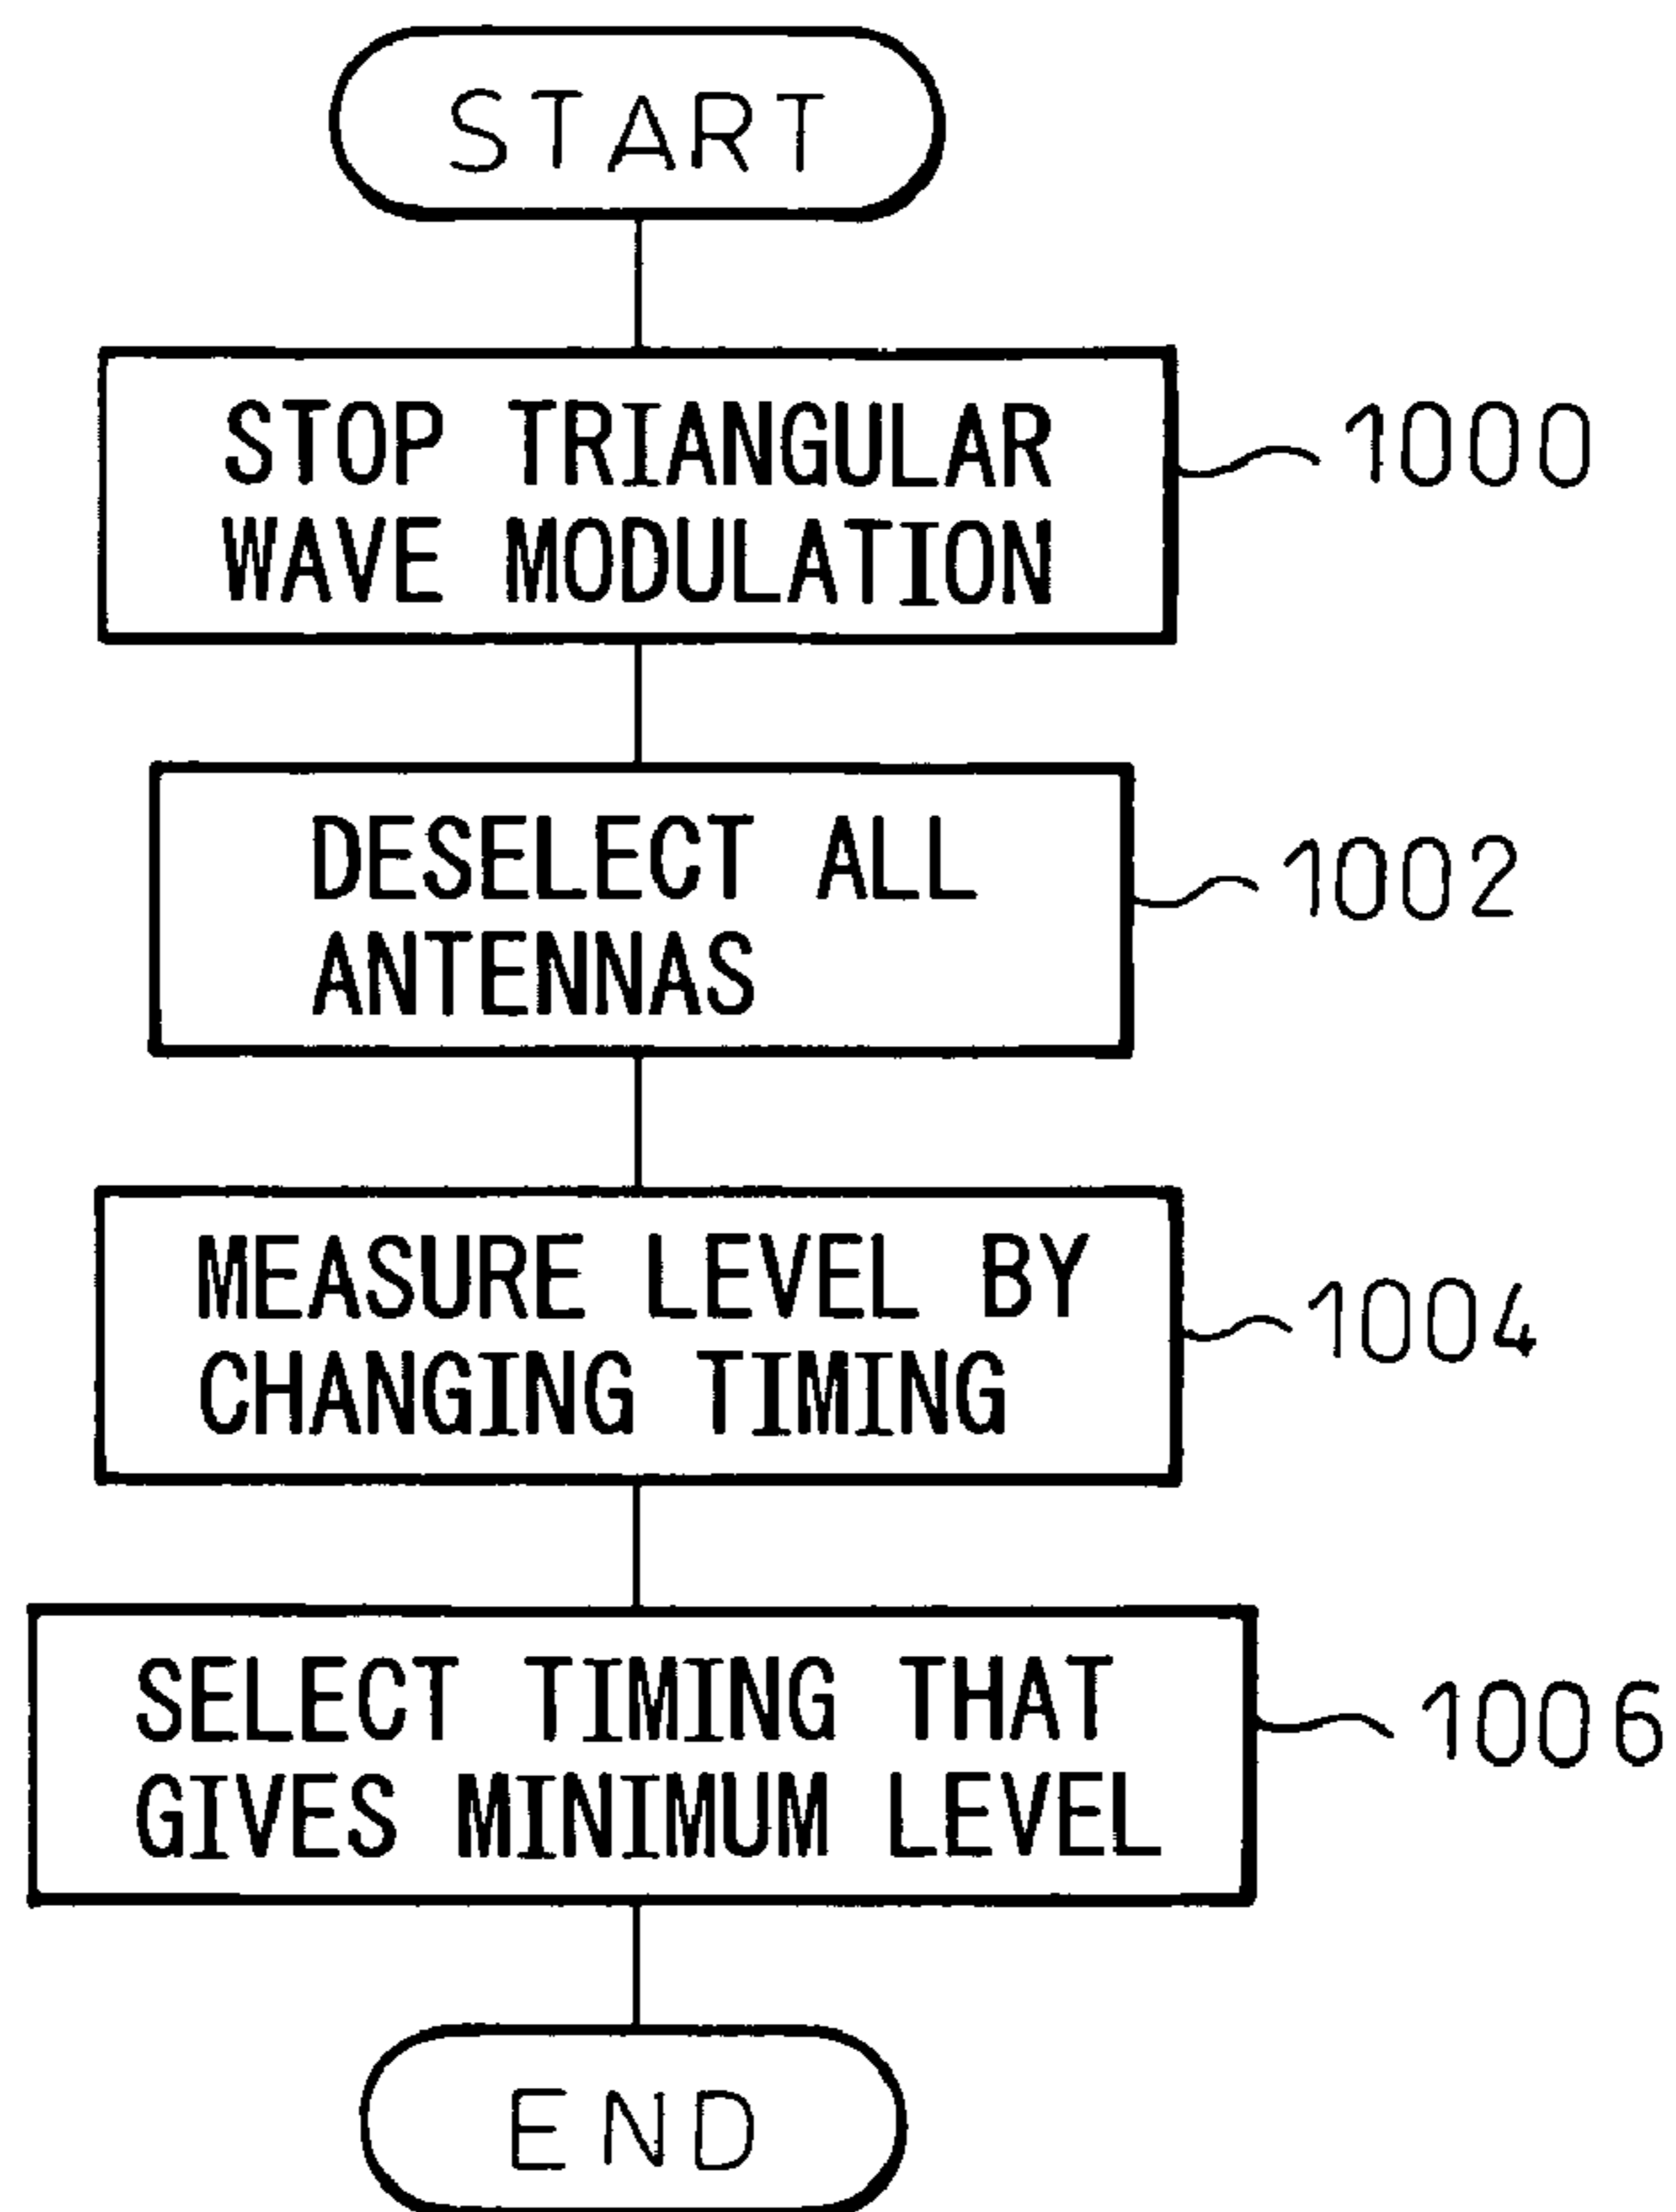 START
STOP TRIANGULAR
WAVE MODULATION
1000
DESELECT ALL
ANTENNAS
1002
MEASURE LEVEL BY
CHANGING TIMING
1004
SELECT TIMING THAT
GIVES MINIMUM LEVEL
1006
END